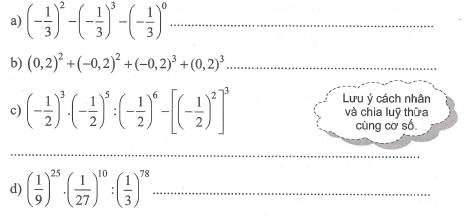 a) $\left(-\frac{1}{3}\right)^2-\left(-\frac{1}{3}\right)^3-\left(-\frac{1}{3}\right)^0$ ..........
b) $(0,2)^2+(-0,2)^2+(-0,2)^3+(0,2)^3$ ..........
c) $\left(-\frac{1}{2}\right)^3.\left(-\frac{1}{2}\right)^5:\left(-\frac{1}{2}\right)^6-\left[\left(-\frac{1}{2}\right)^2\right]^3$
Lưu ý cách nhân
và chia luỹ thừa
cùng cơ số.
..........
d) $\left(\frac{1}{9}\right)^{25}.\left(\frac{1}{27}\right)^{10}:\left(\frac{1}{3}\right)^{78}$ ..........